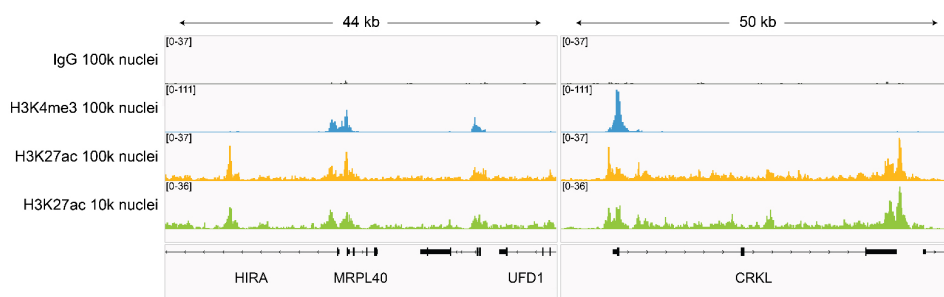 44 kb 50 kb
IgG 100k nuclei [0-37] [0-37]
H3K4me3 100k nuclei [0-111] [0-111]
H3K27ac 100k nuclei [0-37] [0-37]
H3K27ac 10k nuclei [0-36] [0-36]
HIRA MRPL40 UFD1 CRKL